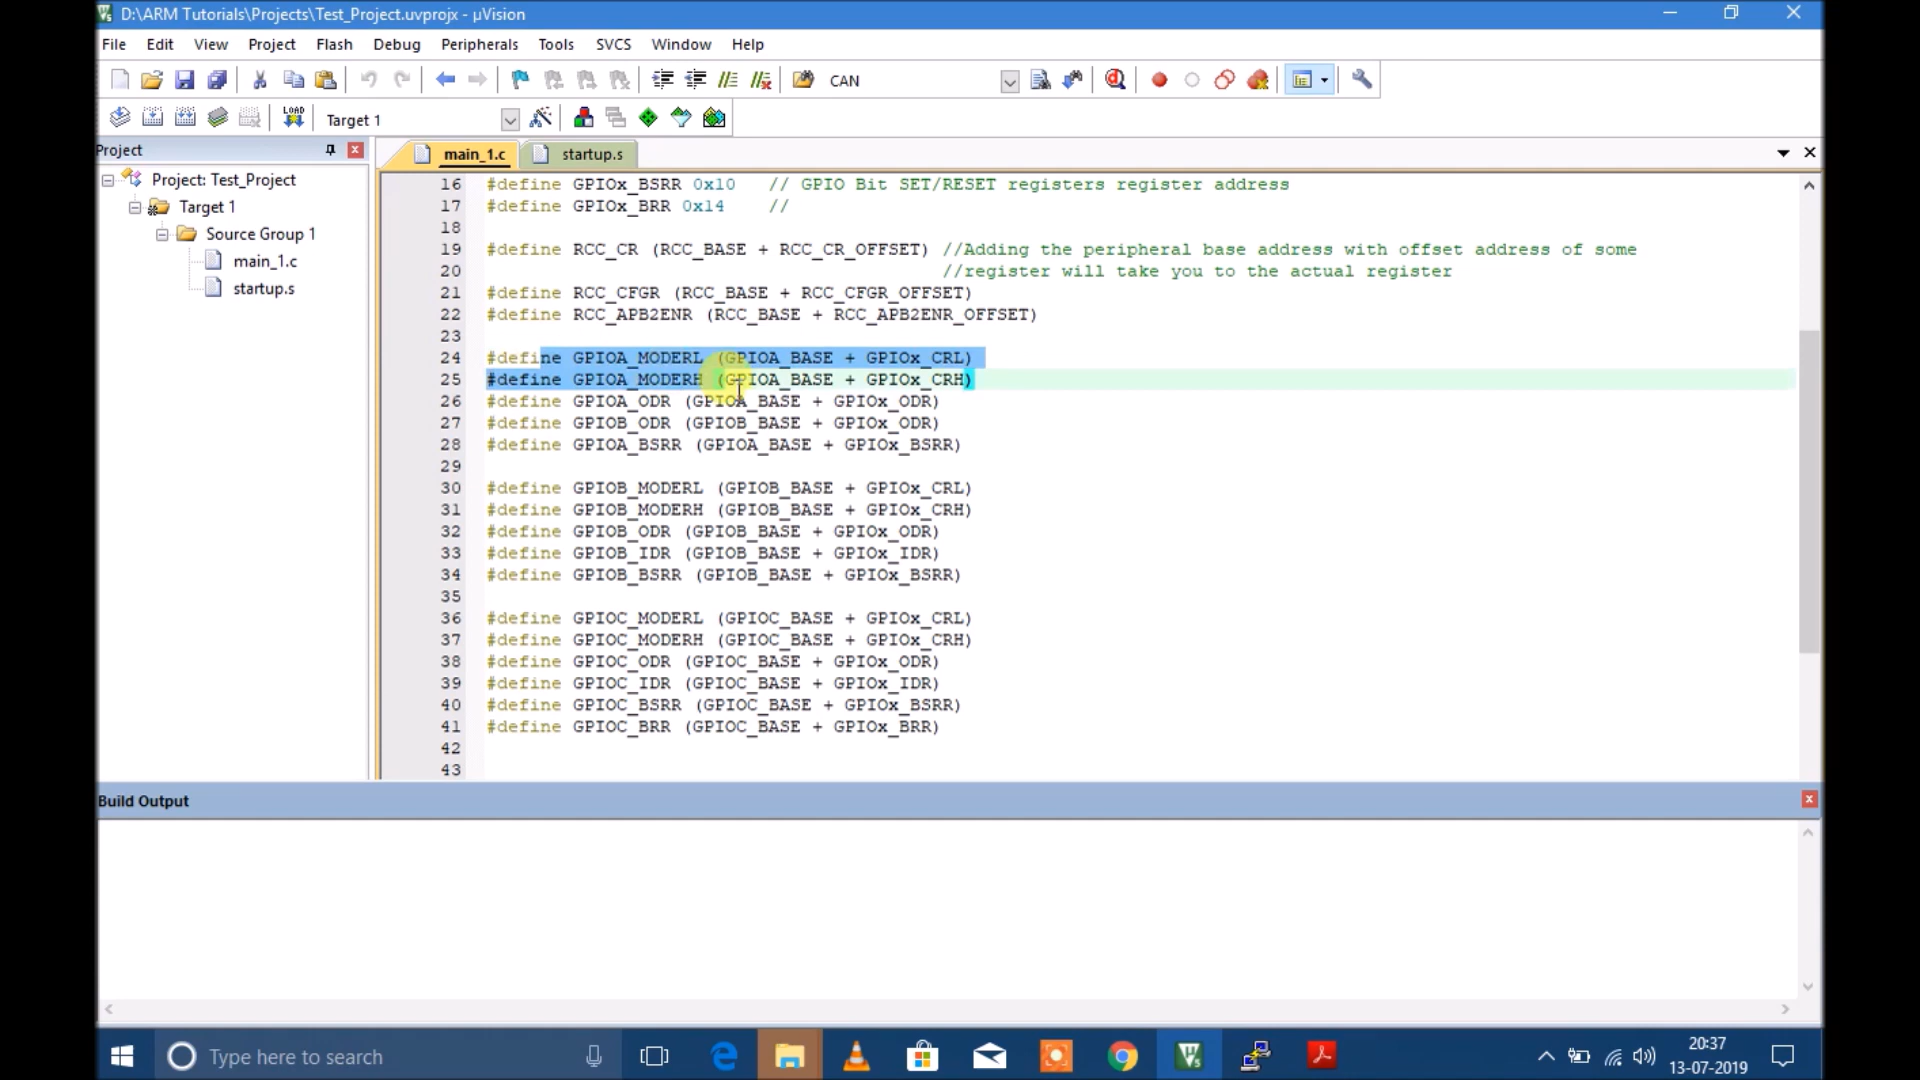 D:\ARM Tutorials\Projects\Test_Project.uvprojx - µVision
File Edit View Project Flash Debug Peripherals Tools SVCS Window Help
CAN
LOAD Target 1
Project
main_1.c startup.s
Project: Test_Project
Target 1
Source Group 1
main_1.c
startup.s
16 #define GPIOx_BSRR 0x10 // GPIO Bit SET/RESET registers register address
17 #define GPIOx_BRR 0x14 //
18
19 #define RCC_CR (RCC_BASE + RCC_CR_OFFSET) //Adding the peripheral base address with offset address of some
20 //register will take you to the actual register
21 #define RCC_CFGR (RCC_BASE + RCC_CFGR_OFFSET)
22 #define RCC_APB2ENR (RCC_BASE + RCC_APB2ENR_OFFSET)
23
24 #define GPIOA_MODERL (GPIOA_BASE + GPIOx_CRL)
25 #define GPIOA_MODERH (GPIOA_BASE + GPIOx_CRH)
26 #define GPIOA_ODR (GPIOA_BASE + GPIOx_ODR)
27 #define GPIOB_ODR (GPIOB_BASE + GPIOx_ODR)
28 #define GPIOA_BSRR (GPIOA_BASE + GPIOx_BSRR)
29
30 #define GPIOB_MODERL (GPIOB_BASE + GPIOx_CRL)
31 #define GPIOB_MODERH (GPIOB_BASE + GPIOx_CRH)
32 #define GPIOB_ODR (GPIOB_BASE + GPIOx_ODR)
33 #define GPIOB_IDR (GPIOB_BASE + GPIOx_IDR)
34 #define GPIOB_BSRR (GPIOB_BASE + GPIOx_BSRR)
35
36 #define GPIOC_MODERL (GPIOC_BASE + GPIOx_CRL)
37 #define GPIOC_MODERH (GPIOC_BASE + GPIOx_CRH)
38 #define GPIOC_ODR (GPIOC_BASE + GPIOx_ODR)
39 #define GPIOC_IDR (GPIOC_BASE + GPIOx_IDR)
40 #define GPIOC_BSRR (GPIOC_BASE + GPIOx_BSRR)
41 #define GPIOC_BRR (GPIOC_BASE + GPIOx_BRR)
42
43
Build Output
Type here to search
20:37
13-07-2019